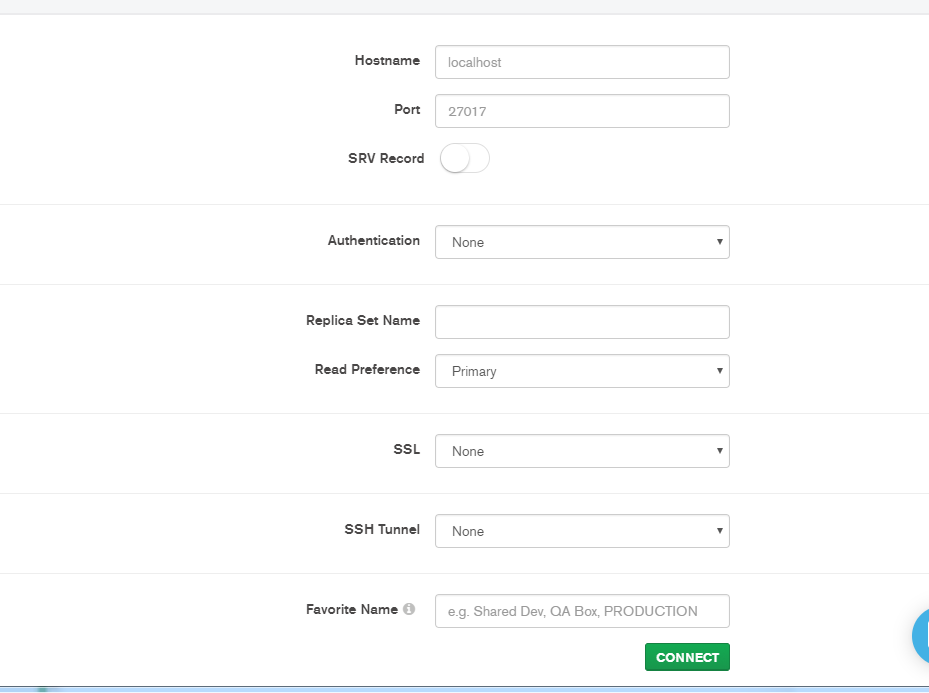 Hostname localhost
Port 27017
SRV Record
Authentication None
Replica Set Name
Read Preference Primary
SSL None
SSH Tunnel None
Favorite Name e.g. Shared Dev, QA Box, PRODUCTION
CONNECT